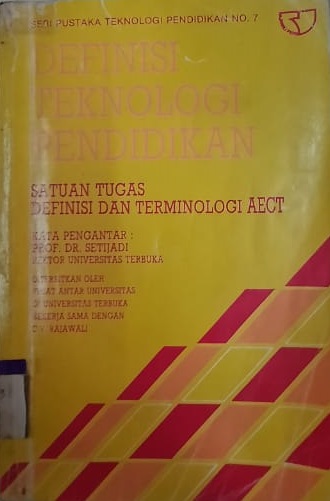 SERI PUSTAKA TEKNOLOGI PENDIDIKAN NO. 7
DEFINISI
TEKNOLOGI
PENDIDIKAN
SATUAN TUGAS
DEFINISI DAN TERMINOLOGI AECT
KATA PENGANTAR :
PROF. DR. SETIJADI
REKTOR UNIVERSITAS TERBUKA
DITERBITKAN OLEH
PUSAT ANTAR UNIVERSITAS
DI UNIVERSITAS TERBUKA
BEKERJA SAMA DENGAN
C.V. RAJAWALI